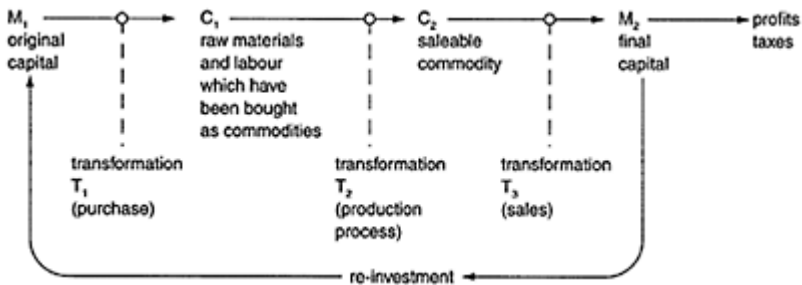 M₁
original
capital
C₁
raw materials
and labour
which have
been bought
as commodities
C₂
saleable
commodity
M₂
final
capital
profits
taxes
transformation
T₁
(purchase)
transformation
T₂
(production
process)
transformation
T₃
(sales)
re-investment